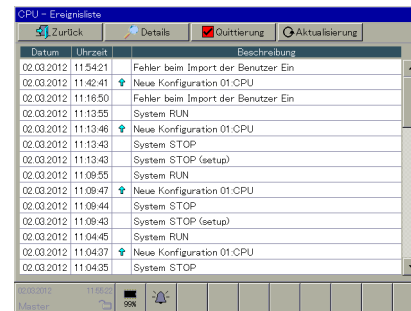 CPU - Ereignisliste
Zurück Details Quittierung Aktualisierung
Datum Uhrzeit Beschreibung
02.03.2012 11:54:21 Fehler beim Import der Benutzer Ein
02.03.2012 11:42:41 Neue Konfiguration 01:CPU
02.03.2012 11:16:50 Fehler beim Import der Benutzer Ein
02.03.2012 11:13:55 System RUN
02.03.2012 11:13:46 Neue Konfiguration 01:CPU
02.03.2012 11:13:43 System STOP
02.03.2012 11:13:43 System STOP (setup)
02.03.2012 11:09:55 System RUN
02.03.2012 11:09:47 Neue Konfiguration 01:CPU
02.03.2012 11:09:44 System STOP
02.03.2012 11:09:43 System STOP (setup)
02.03.2012 11:04:45 System RUN
02.03.2012 11:04:37 Neue Konfiguration 01:CPU
02.03.2012 11:04:35 System STOP
02.03.2012
Master 99%